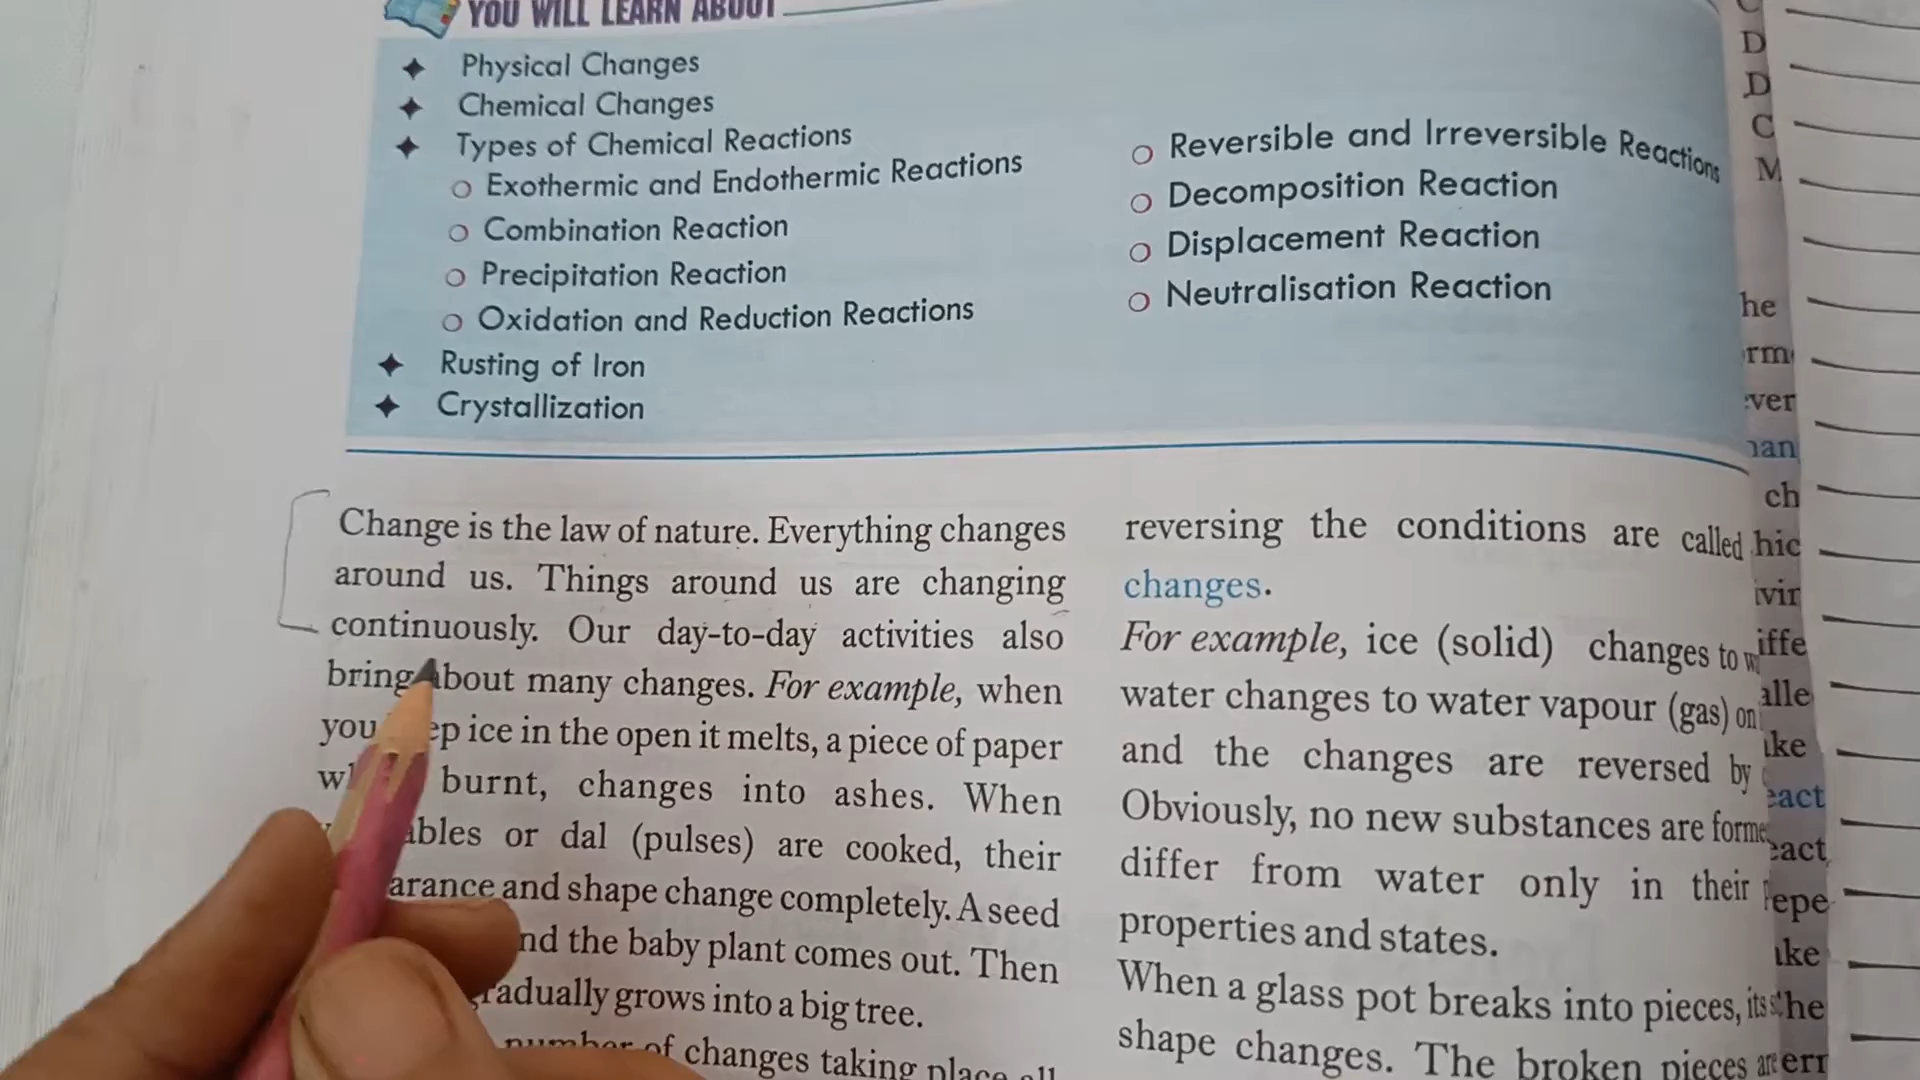 YOU WILL LEARN ABOUT
Physical Changes
Chemical Changes
Types of Chemical Reactions
Exothermic and Endothermic Reactions
Combination Reaction
Precipitation Reaction
Oxidation and Reduction Reactions
Rusting of Iron
Crystallization
Reversible and Irreversible Reactions
Decomposition Reaction
Displacement Reaction
Neutralisation Reaction
Change is the law of nature. Everything changes
around us. Things around us are changing
continuously. Our day-to-day activities also
bring about many changes. For example, when
you ice in the open it melts, a piece of paper
burnt, changes into ashes. When
or dal (pulses) are cooked, their
and shape change completely. A seed
the baby plant comes out. Then
gradually grows into a big tree.
number of changes taking place all
reversing the conditions are called
changes.
For example, ice (solid) changes to
water changes to water vapour (gas) on
and the changes are reversed by
Obviously, no new substances are
differ from water only in their
properties and states.
When a glass pot breaks into pieces, its
shape changes. The broken pieces are